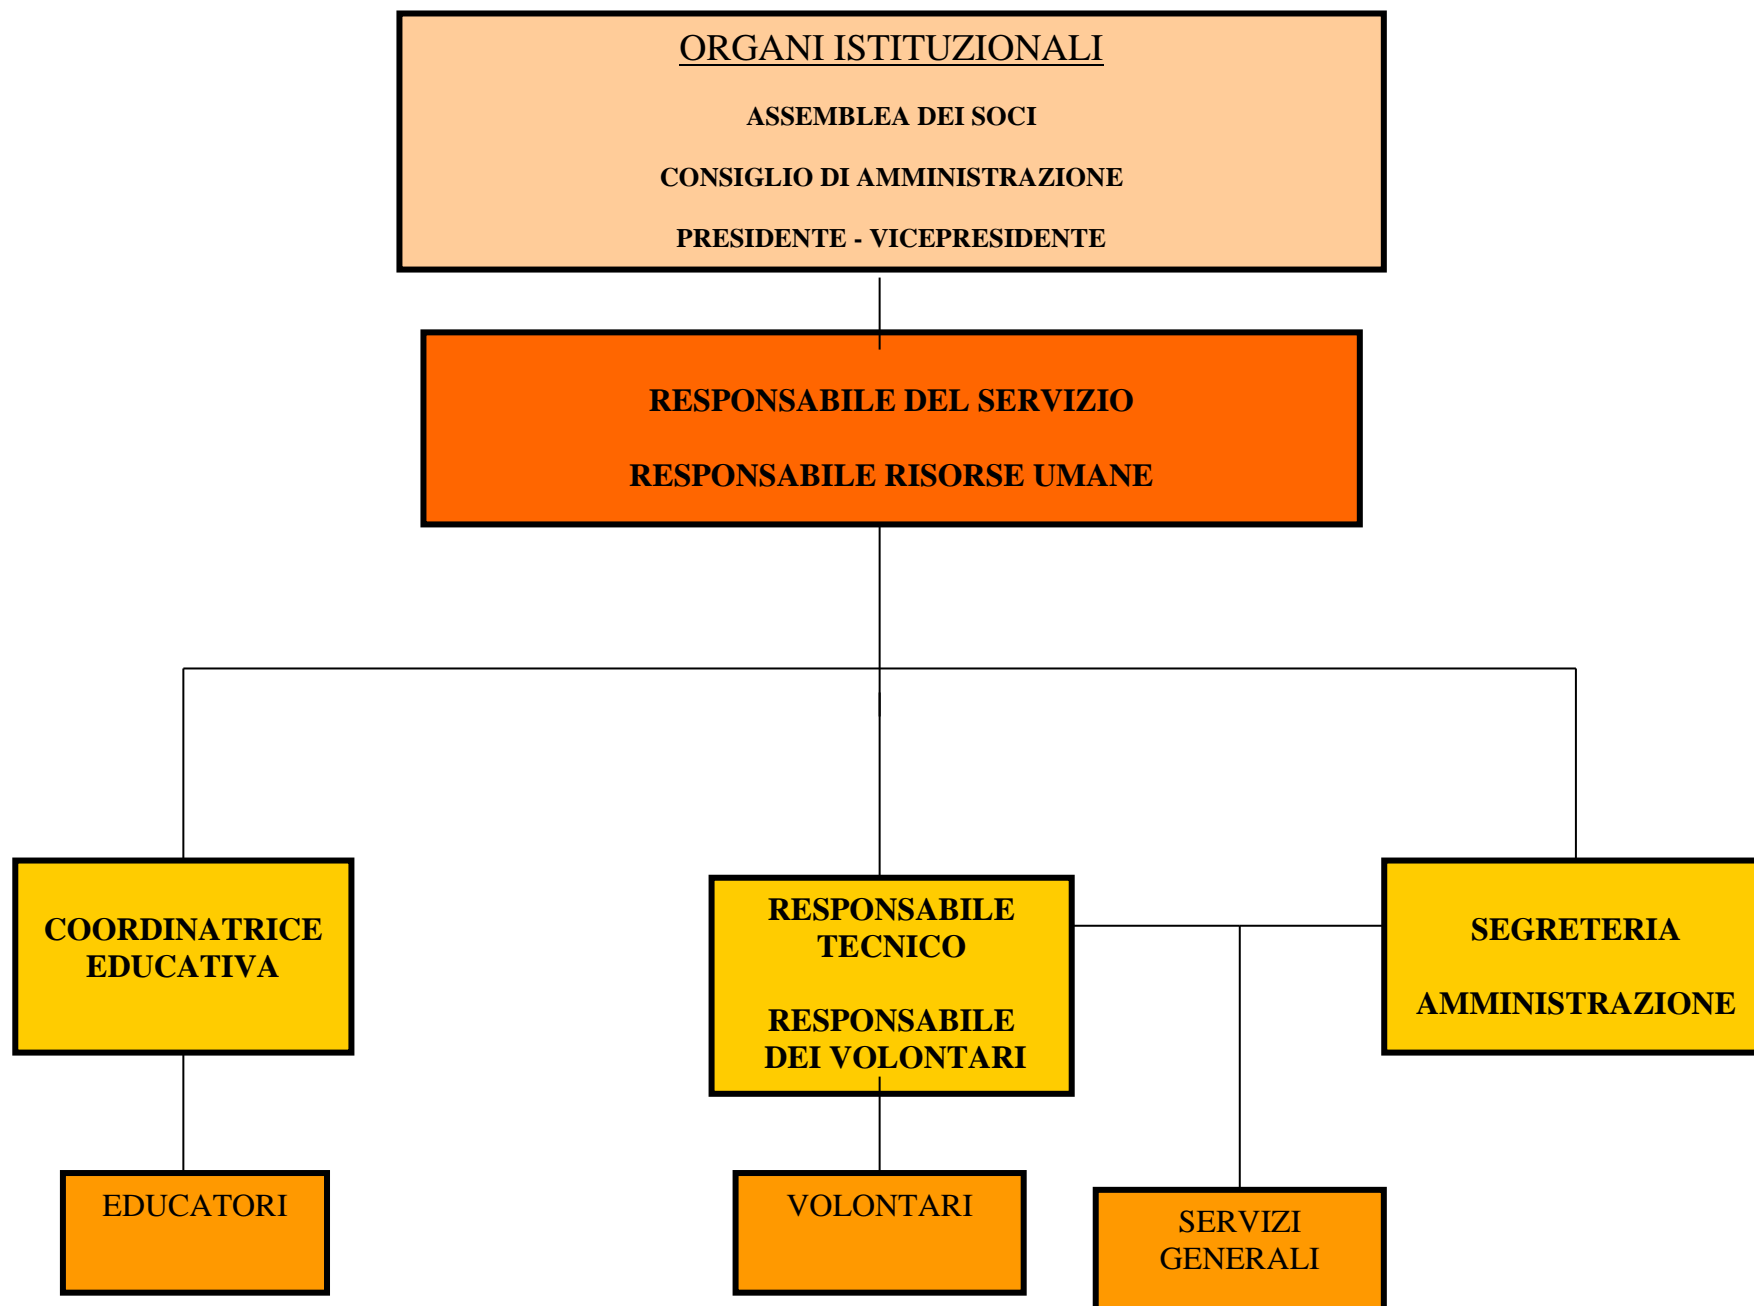 ORGANI ISTITUZIONALI
ASSEMBLEA DEI SOCI
CONSIGLIO DI AMMINISTRAZIONE
PRESIDENTE - VICEPRESIDENTE
RESPONSABILE DEL SERVIZIO
RESPONSABILE RISORSE UMANE
COORDINATRICE
EDUCATIVA
RESPONSABILE
TECNICO
RESPONSABILE
DEI VOLONTARI
SEGRETERIA
AMMINISTRAZIONE
EDUCATORI
VOLONTARI
SERVIZI
GENERALI